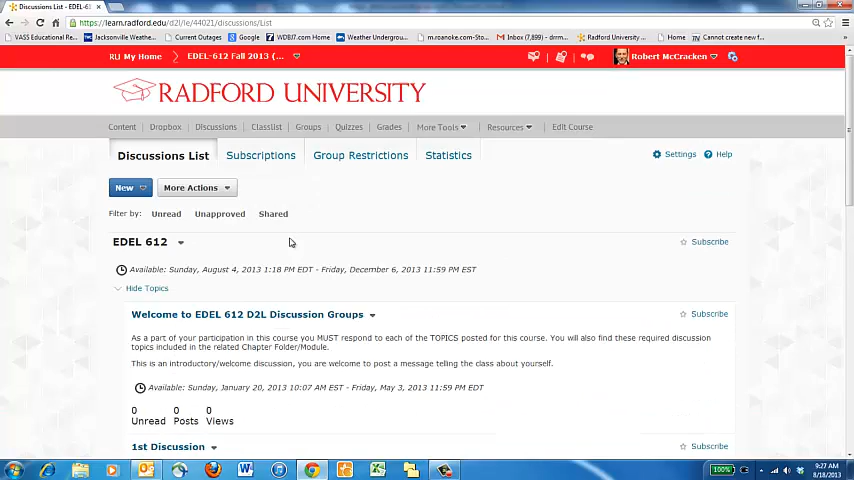 Discussions List - EDEL-6
https://learn.radford.edu/d2l/le/44021/discussions/List
VASS Educational Re...
Jacksonville Weathe...
Current Outages
Google
WDBJ7.com Home
Weather Undergrou...
m.roanoke.com-Sto...
Inbox (7,899) - drrm...
Radford University ...
Home
Cannot create new f...
RU My Home
EDEL-612 Fall 2013 (...
Robert McCracken
RADFORD UNIVERSITY
Content Dropbox Discussions Classlist Groups Quizzes Grades More Tools Resources Edit Course
Discussions List Subscriptions Group Restrictions Statistics
Settings Help
New More Actions
Filter by: Unread Unapproved Shared
EDEL 612
Subscribe
Available: Sunday, August 4, 2013 1:18 PM EDT - Friday, December 6, 2013 11:59 PM EST
Hide Topics
Welcome to EDEL 612 D2L Discussion Groups
Subscribe
As a part of your participation in this course you MUST respond to each of the TOPICS posted for this course. You will also find these required discussion
topics included in the related Chapter Folder/Module.
This is an introductory/welcome discussion, you are welcome to post a message telling the class about yourself.
Available: Sunday, January 20, 2013 10:07 AM EST - Friday, May 3, 2013 11:59 PM EDT
0 0 0
Unread Posts Views
1st Discussion
Subscribe
100%
9:27 AM
8/18/2013